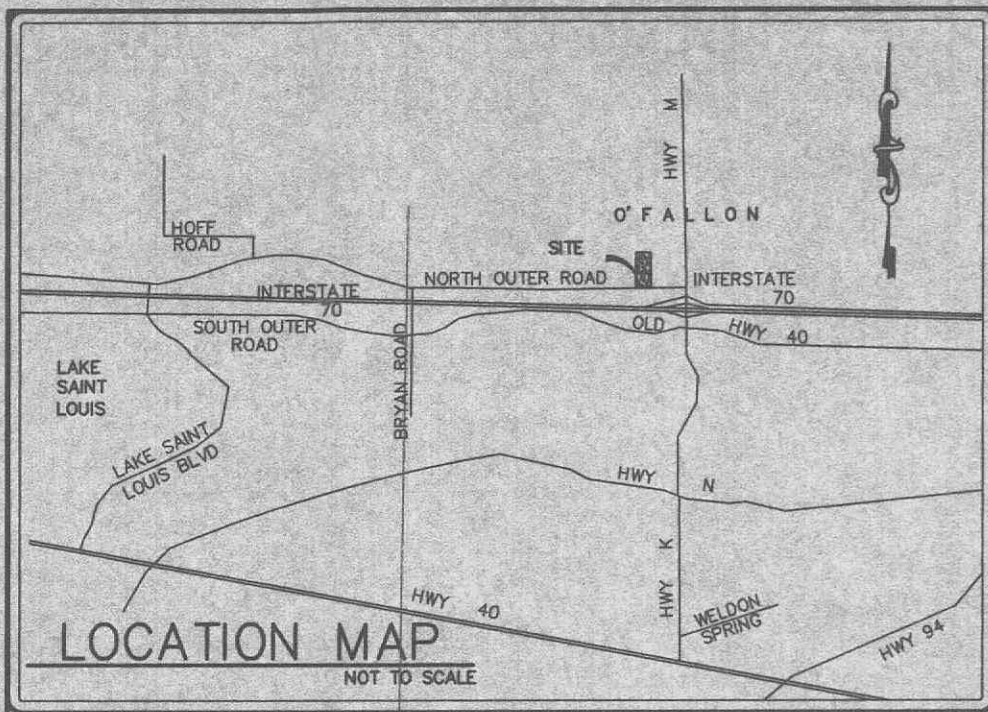 HWY M
O'FALLON
HOFF
ROAD
SITE
NORTH OUTER ROAD
INTERSTATE
70
INTERSTATE
70
SOUTH OUTER
ROAD
OLD
HWY 40
BRYAN ROAD
LAKE
SAINT
LOUIS
LAKE SAINT
LOUIS BLVD
HWY N
HWY K
HWY 40
WELDON
SPRING
HWY 94
LOCATION MAP
NOT TO SCALE